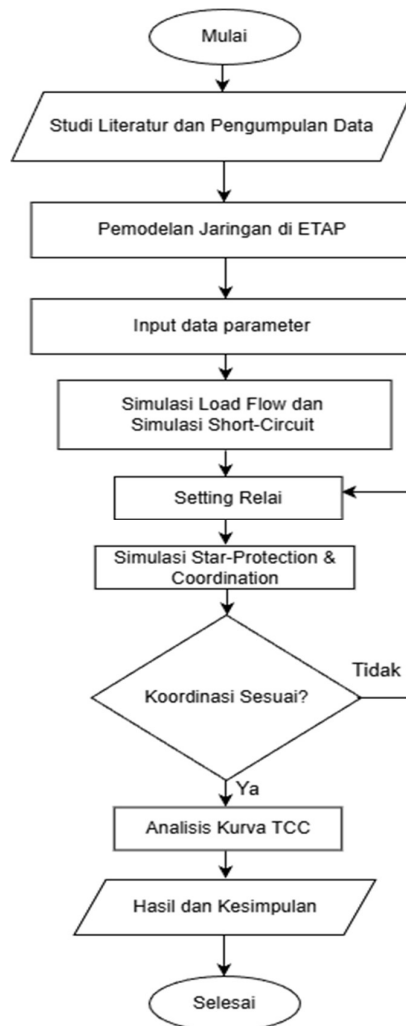 Mulai
Studi Literatur dan Pengumpulan Data
Pemodelan Jaringan di ETAP
Input data parameter
Simulasi Load Flow dan
Simulasi Short-Circuit
Setting Relai
Simulasi Star-Protection &
Coordination
Koordinasi Sesuai?
Tidak
Ya
Analisis Kurva TCC
Hasil dan Kesimpulan
Selesai